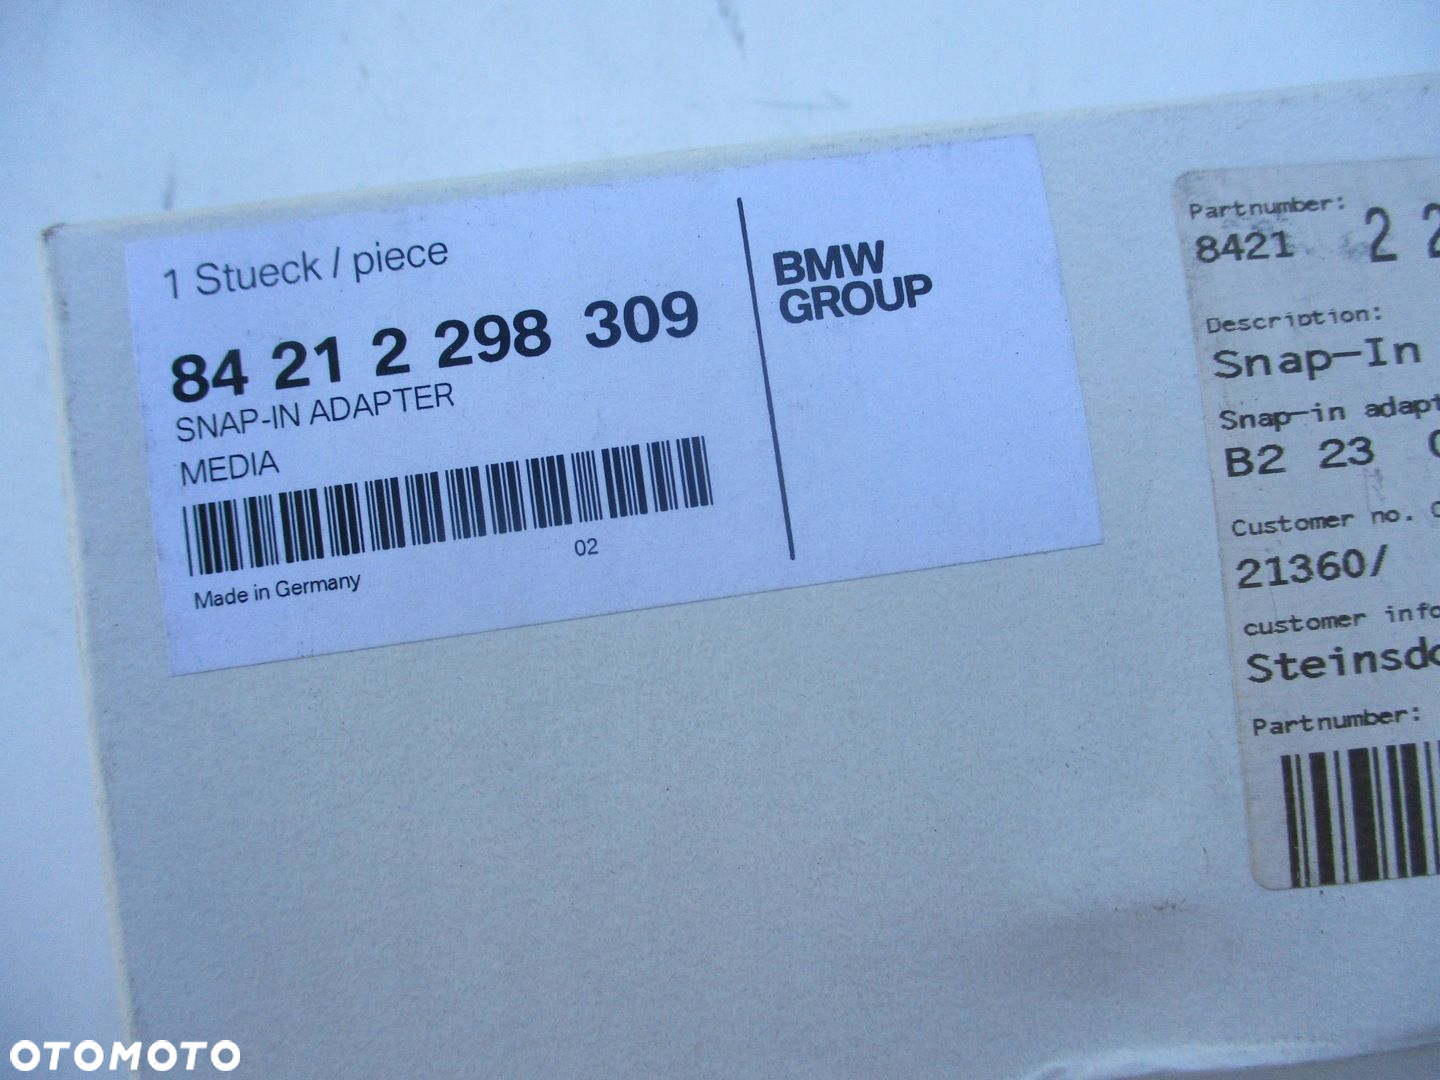 1 Stueck / piece
84 21 2 298 309
SNAP-IN ADAPTER
MEDIA
02
Made in Germany
BMW
GROUP
Partnumber:
8421 2
Description:
Snap-In
Snap-in
B2 23
Customer no.
21360/
customer
Partnumber:
OTOMOTO